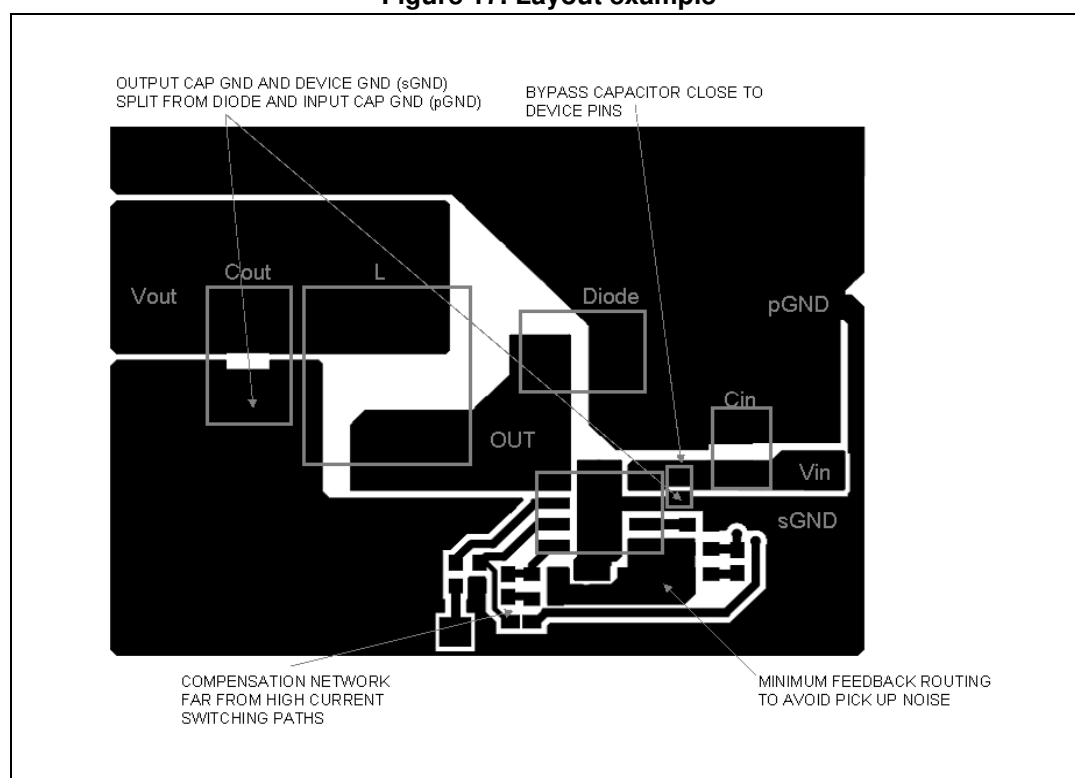 Figure 17. Layout example
OUTPUT CAP GND AND DEVICE GND (sGND)
SPLIT FROM DIODE AND INPUT CAP GND (pGND)
BYPASS CAPACITOR CLOSE TO
DEVICE PINS
Cout
L
Vout
Diode
pGND
Cin
OUT
Vin
sGND
COMPENSATION NETWORK
FAR FROM HIGH CURRENT
SWITCHING PATHS
MINIMUM FEEDBACK ROUTING
TO AVOID PICK UP NOISE